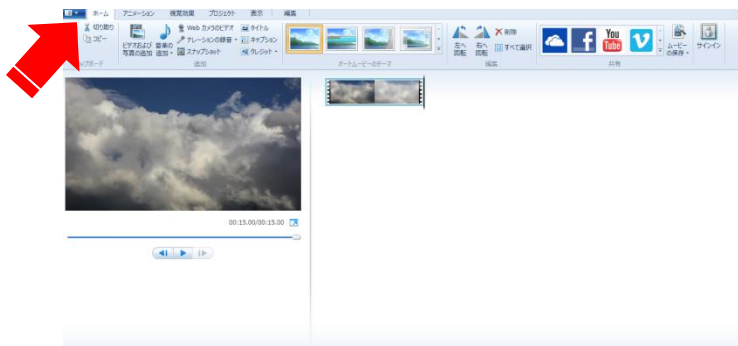 ホーム アニメーション 視覚効果 プロジェクト 表示 編集
切り取り
コピー
ビデオおよび
写真の追加
音楽の
追加
Web カメラのビデオ
ナレーションの録音
スナップショット
タイトル
キャプション
クレジット
追加
オートムービーのテーマ
左へ
回転
右へ
回転
削除
すべて選択
編集
f
You
Tube
V
共有
ムービー
の保存
サインイン
00:15.00/00:15.00